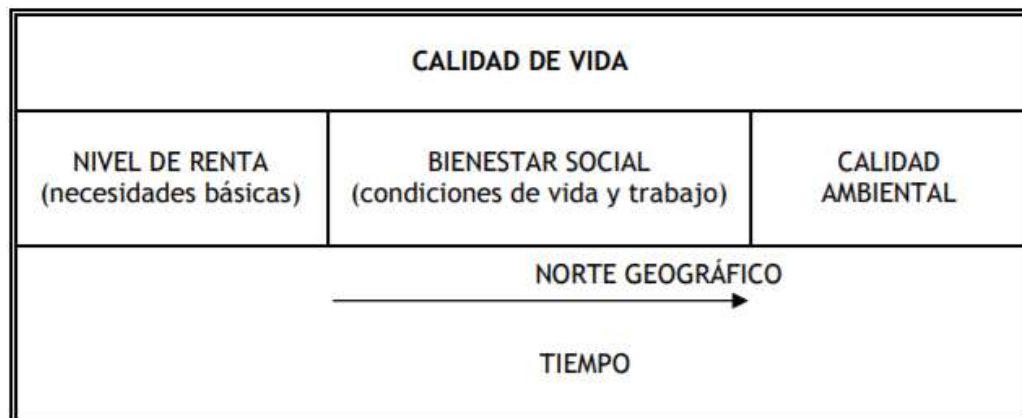 CALIDAD DE VIDA
NIVEL DE RENTA
(necesidades básicas)
BIENESTAR SOCIAL
(condiciones de vida y trabajo)
CALIDAD
AMBIENTAL
NORTE GEOGRÁFICO
TIEMPO